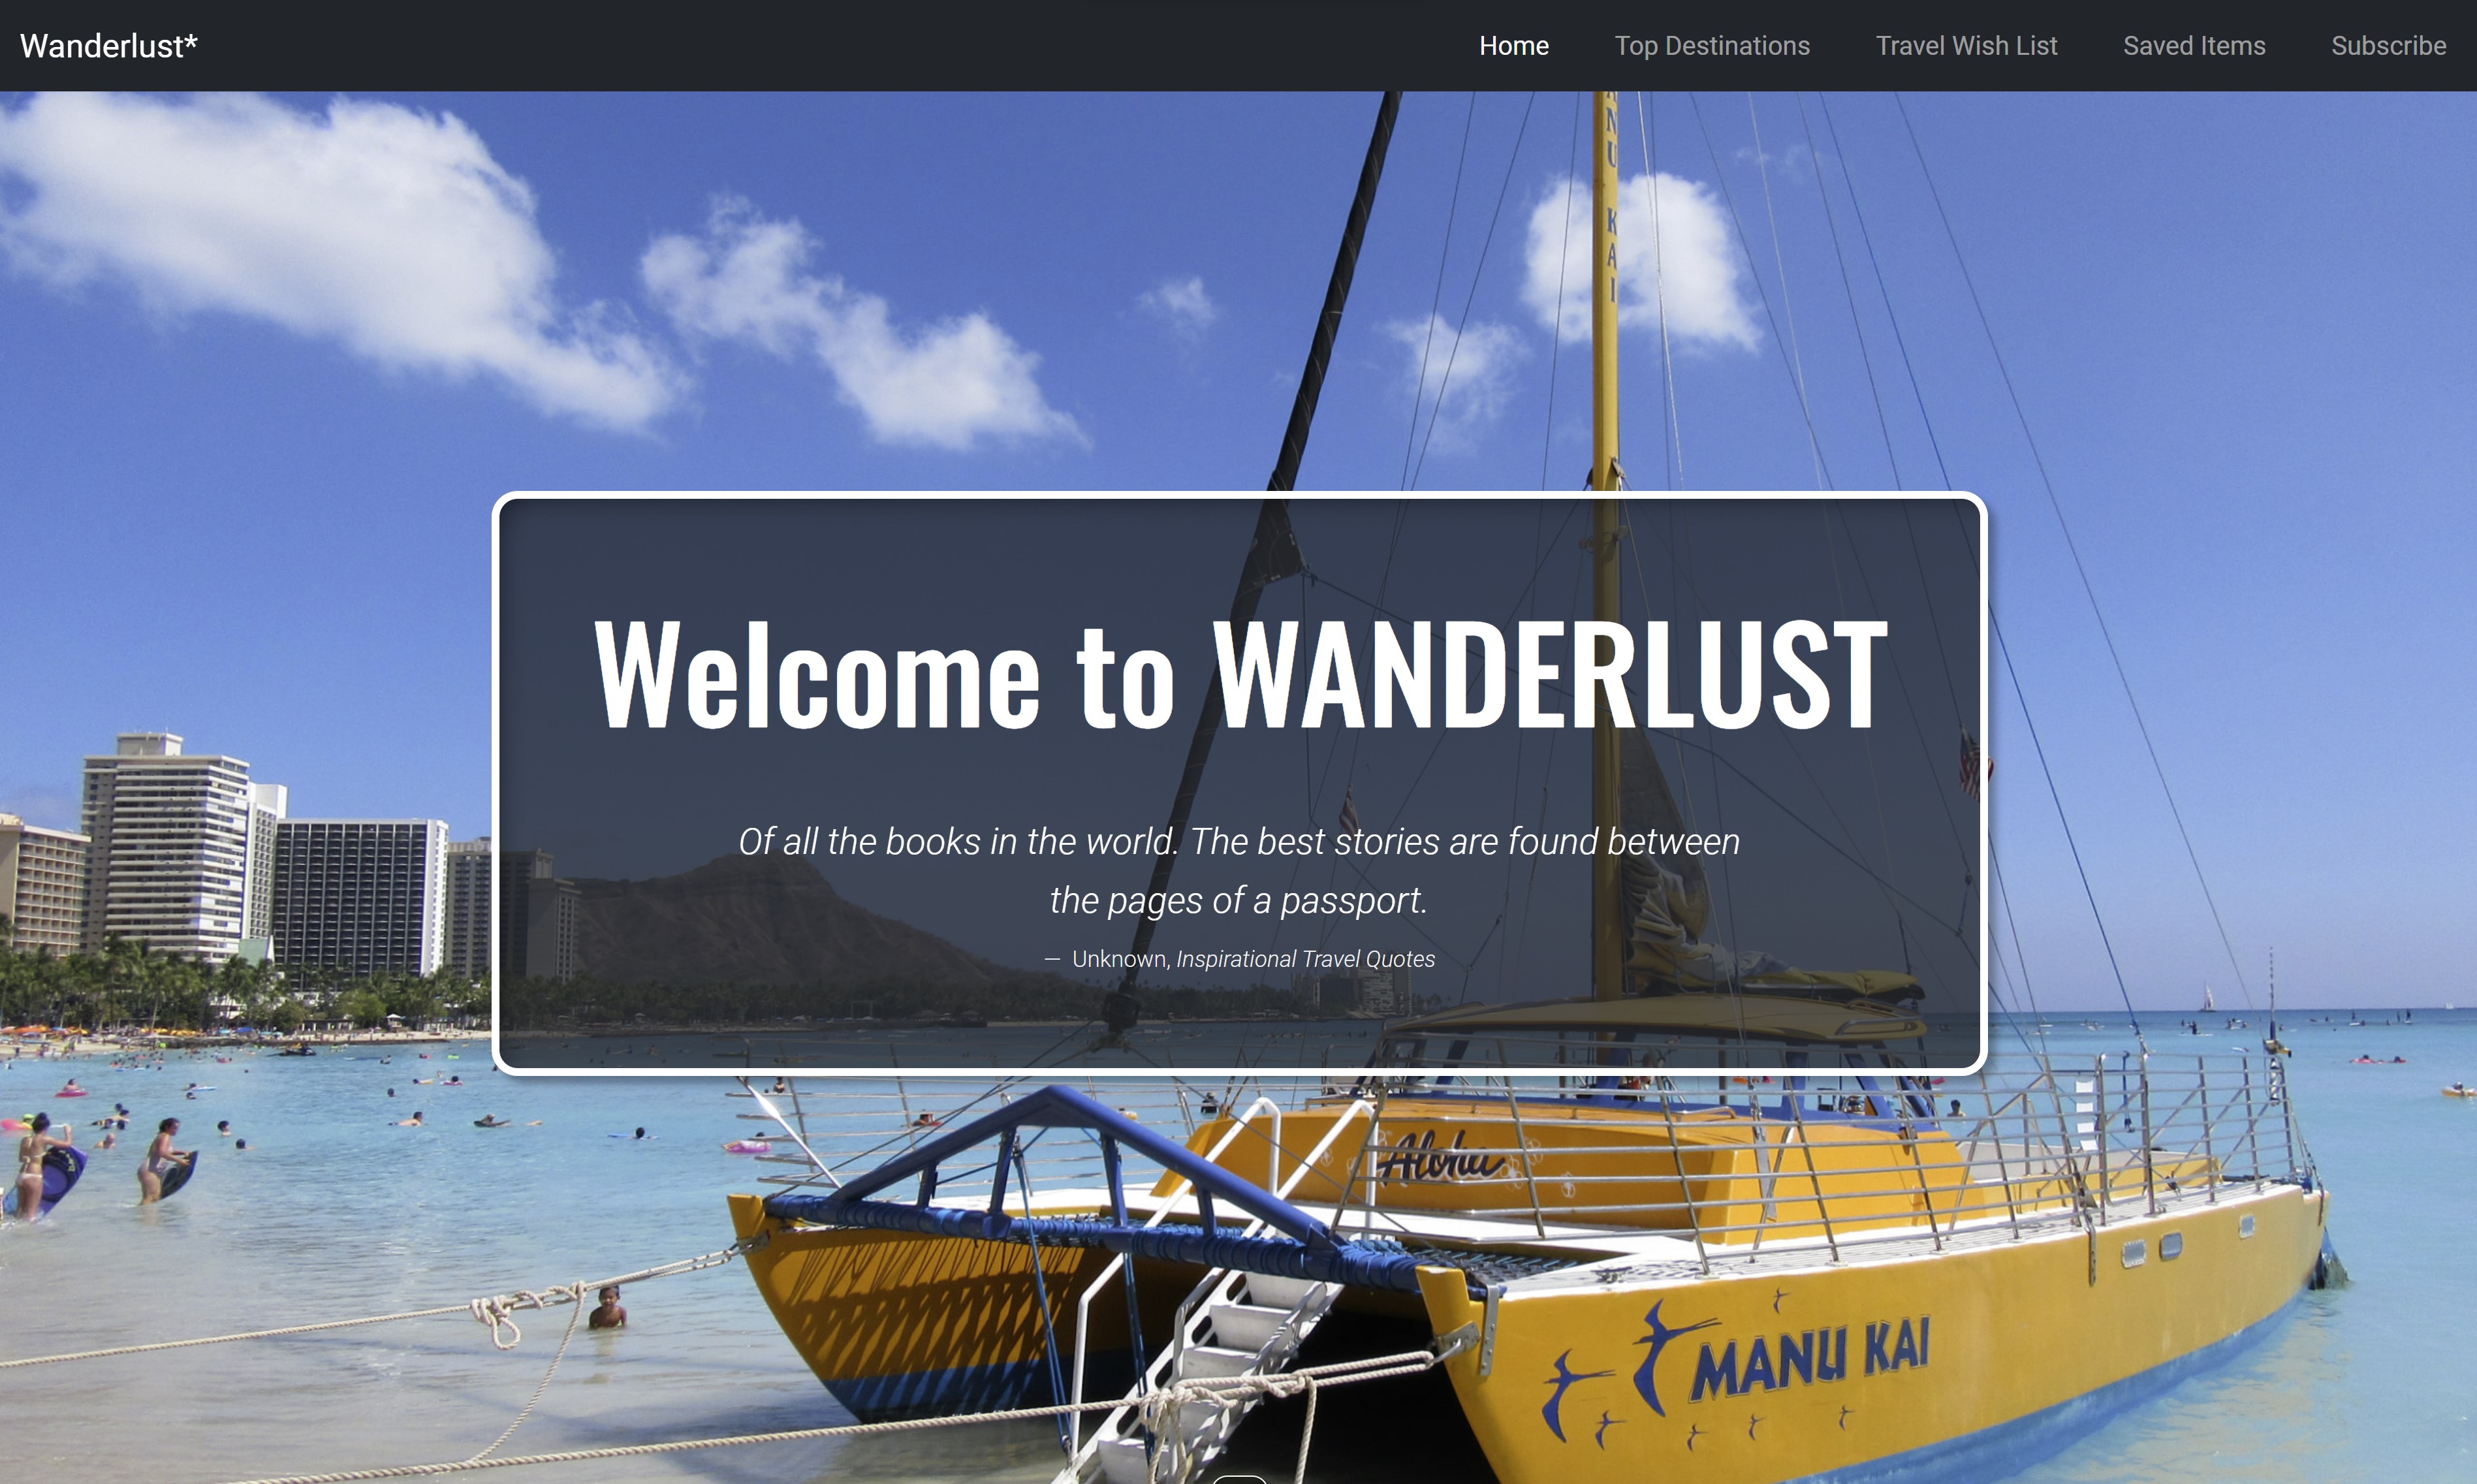 Wanderlust*
Home
Top Destinations
Travel Wish List
Saved Items
Subscribe
NU KAI
Welcome to WANDERLUST
Of all the books in the world. The best stories are found between
the pages of a passport.
— Unknown, Inspirational Travel Quotes
Aloha
MANU KAI